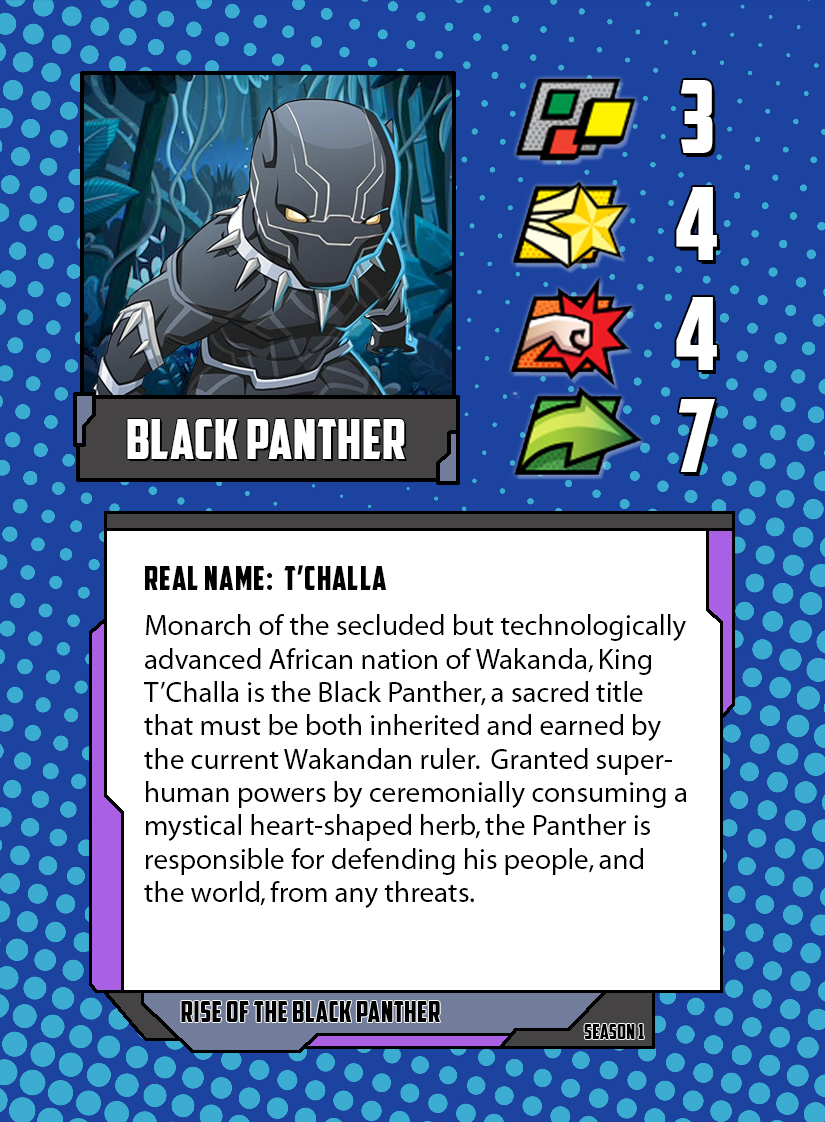 3
4
4
7
BLACK PANTHER
REAL NAME: T'CHALLA
Monarch of the secluded but technologically
advanced African nation of Wakanda, King
T'Challa is the Black Panther, a sacred title
that must be both inherited and earned by
the current Wakandan ruler. Granted super-
human powers by ceremonially consuming a
mystical heart-shaped herb, the Panther is
responsible for defending his people, and
the world, from any threats.
RISE OF THE BLACK PANTHER
SEASON 1